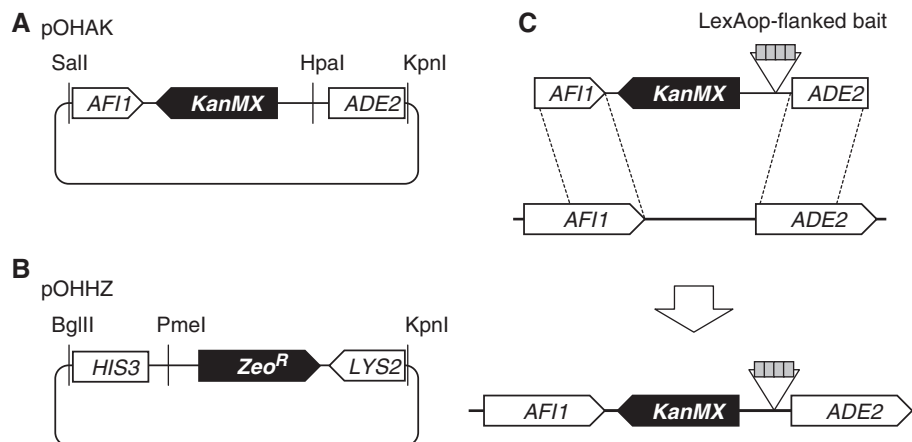 A
pOHAK
SalI HpaI KpnI
AFI1 KanMX ADE2
B
pOHHZ
BglII PmeI KpnI
HIS3 Zeo^R LYS2
C
LexAop-flanked bait
AFI1 KanMX ADE2
AFI1 ADE2
AFI1 KanMX ADE2